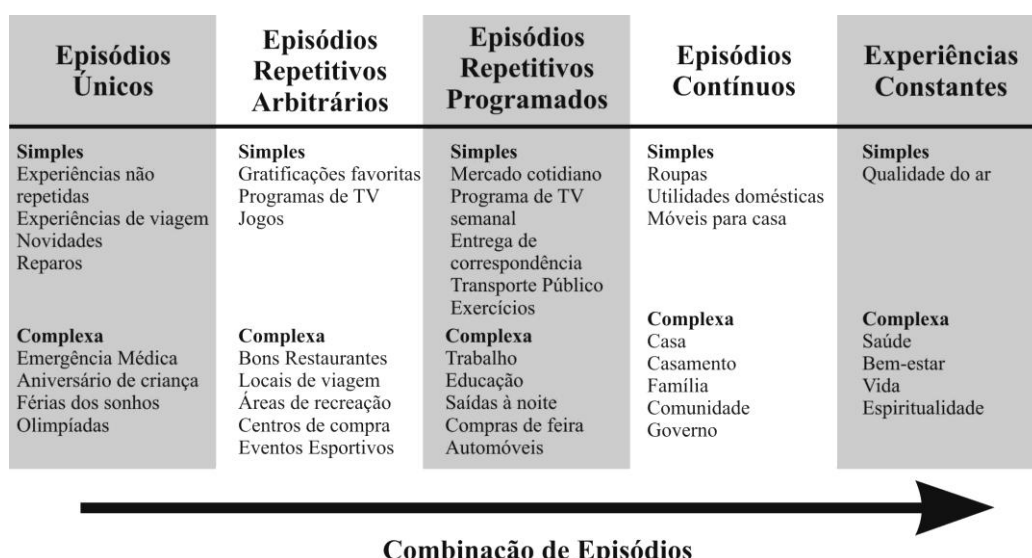 Episódios
Únicos
Episódios
Repetitivos
Arbitrários
Episódios
Repetitivos
Programados
Episódios
Contínuos
Experiências
Constantes
Simples
Experiências não
repetidas
Experiências de viagem
Novidades
Reparos
Complexa
Emergência Médica
Aniversário de criança
Férias dos sonhos
Olimpíadas
Simples
Gratificações favoritas
Programas de TV
Jogos
Complexa
Bons Restaurantes
Locais de viagem
Áreas de recreação
Centros de compra
Eventos Esportivos
Simples
Mercado cotidiano
Programa de TV
semanal
Entrega de
correspondência
Transporte Público
Exercícios
Complexa
Trabalho
Educação
Saídas à noite
Compras de feira
Automóveis
Simples
Roupas
Utilidades domésticas
Móveis para casa
Complexa
Casa
Casamento
Família
Comunidade
Governo
Simples
Qualidade do ar
Complexa
Saúde
Bem-estar
Vida
Espiritualidade
Combinação de Episódios